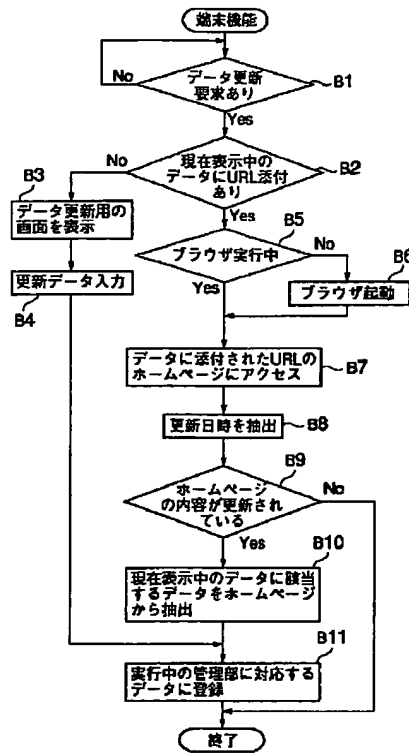 端末機能
データ更新
要求あり
B1
No
Yes
現在表示中の
データにURL添付
あり
B2
No
Yes
B3
データ更新用の
画面を表示
B5
ブラウザ実行中
No
Yes
B6
ブラウザ起動
更新データ入力
B4
データに添付されたURLの
ホームページにアクセス
B7
更新日時を抽出
B8
B9
ホームページ
の内容が更新され
ている
No
Yes
B10
現在表示中のデータに該当
するデータをホームページ
から抽出
B11
実行中の管理部に対応する
データに登録
終了